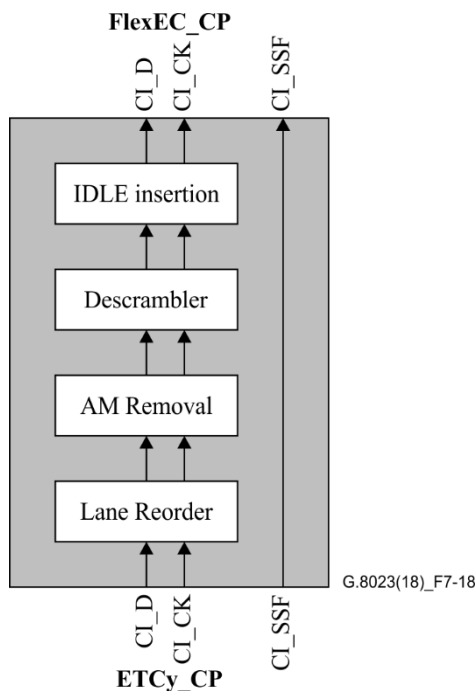 FlexEC_CP
CI_D
CI_CK
CI_SSF
IDLE insertion
Descrambler
AM Removal
Lane Reorder
G.8023(18)_F7-18
CI_D
CI_CK
CI_SSF
ETCy_CP